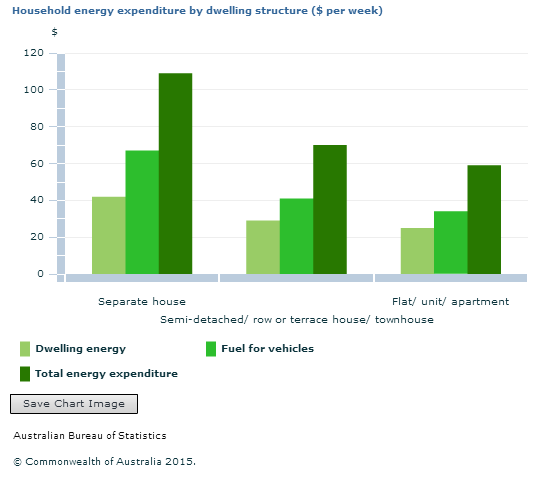 Household energy expenditure by dwelling structure ($ per week)
$
120
100
80
60
40
20
0
Separate house
Flat/ unit/ apartment
Semi-detached/ row or terrace house/ townhouse
Dwelling energy
Fuel for vehicles
Total energy expenditure
Save Chart Image
Australian Bureau of Statistics
© Commonwealth of Australia 2015.